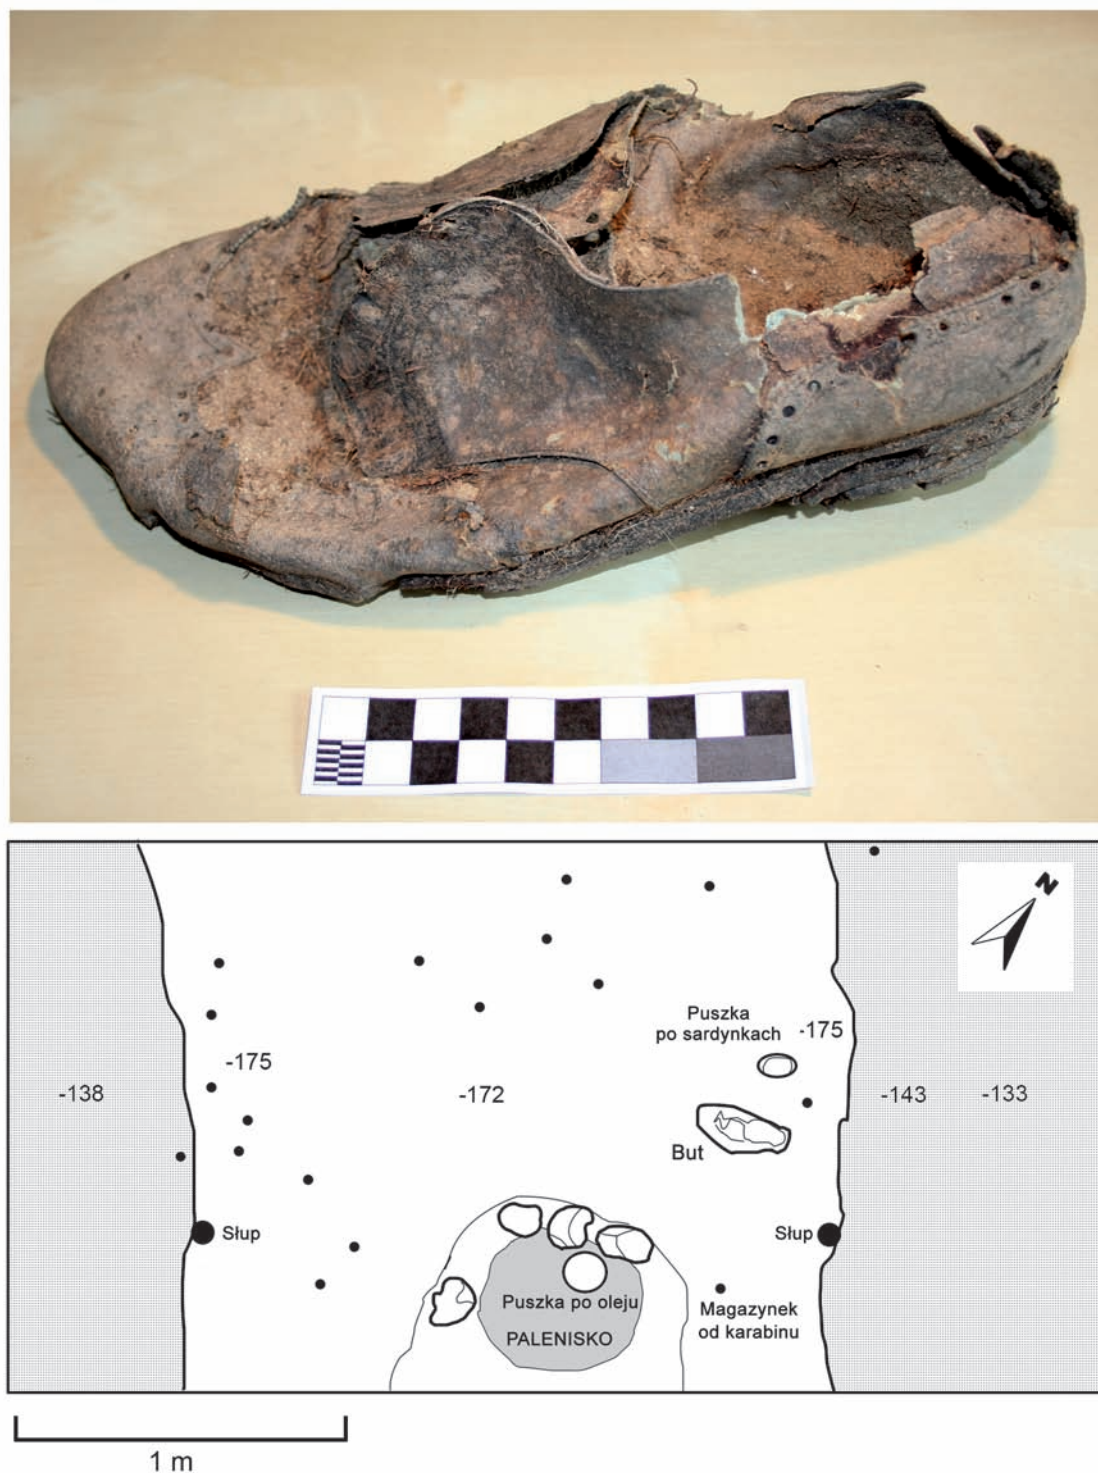 N
Puszka
po sardynkach
-175
-175
-138
-172
-143
-133
But
Słup
Słup
Puszka po oleju
PALENISKO
Magazynek
od karabinu
1 m